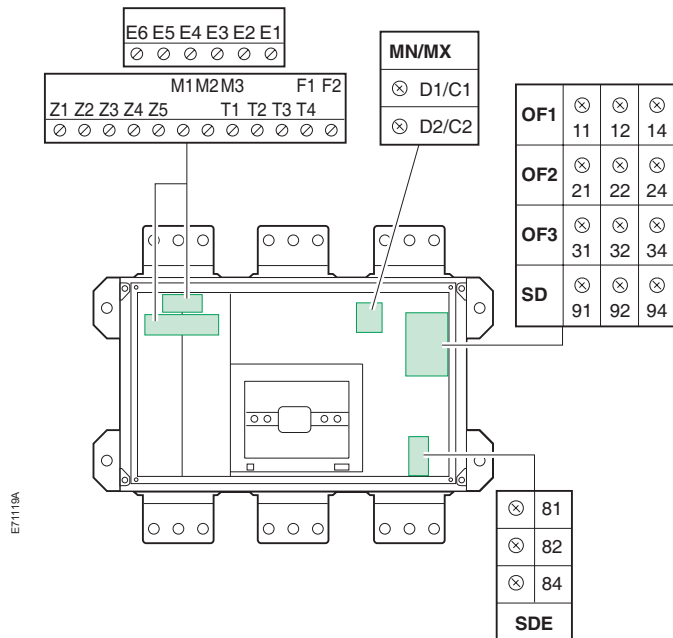 E6 E5 E4 E3 E2 E1
M1 M2 M3 F1 F2
Z1 Z2 Z3 Z4 Z5 T1 T2 T3 T4
MN/MX
D1/C1
D2/C2
OF1
11 12 14
OF2
21 22 24
OF3
31 32 34
SD
91 92 94
81
82
84
SDE
E71119A